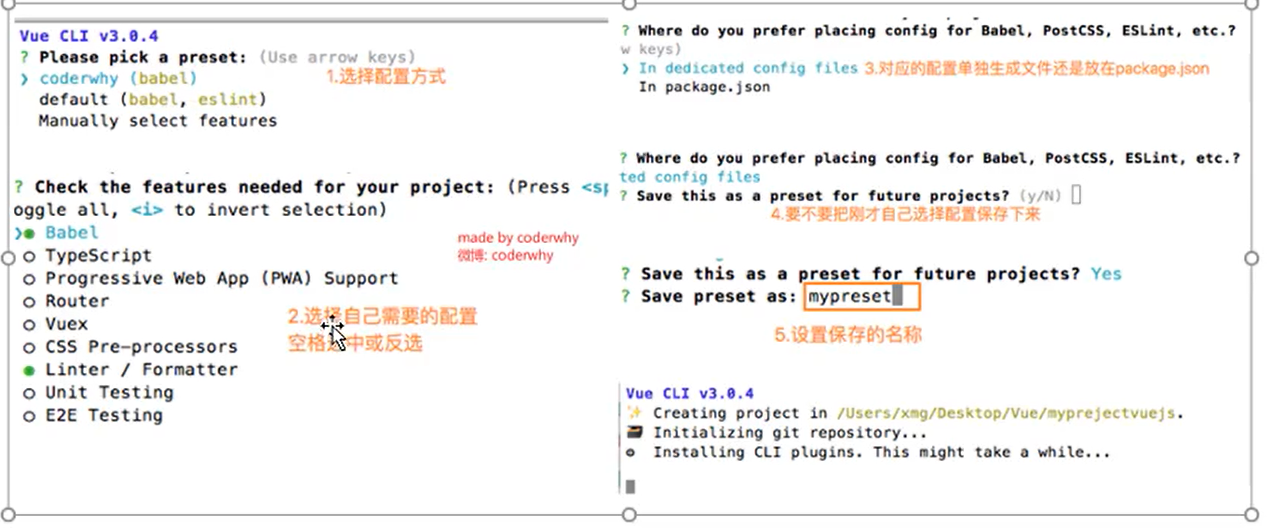 Vue CLI v3.0.4
? Please pick a preset: (Use arrow keys)
❯ coderwhy (babel)
1.选择配置方式
default (babel, eslint)
Manually select features
? Check the features needed for your project: (Press <sp
oggle all, <i> to invert selection)
❯◉ Babel
○ TypeScript
○ Progressive Web App (PWA) Support
○ Router
○ Vuex
○ CSS Pre-processors
◉ Linter / Formatter
○ Unit Testing
○ E2E Testing
made by coderwhy
微博: coderwhy
2.选择自己需要的配置
空格选中或反选
? Where do you prefer placing config for Babel, PostCSS, ESLint, etc.?
w keys)
❯ In dedicated config files
3.对应的配置单独生成文件还是放在package.json
In package.json
? Where do you prefer placing config for Babel, PostCSS, ESLint, etc.?
ted config files
? Save this as a preset for future projects? (y/N)
4.要不要把刚才自己选择配置保存下来
? Save this as a preset for future projects? Yes
? Save preset as: mypreset
5.设置保存的名称
Vue CLI v3.0.4
✨ Creating project in /Users/xmg/Desktop/Vue/myprejectvuejs.
🗃 Initializing git repository...
⚙ Installing CLI plugins. This might take a while...